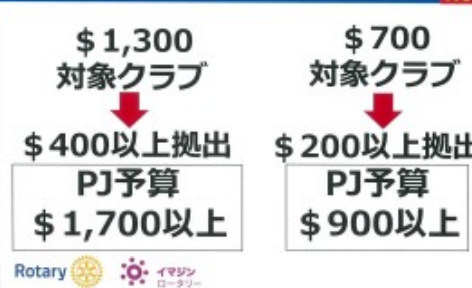 $1,300
対象クラブ
$400以上拠出
PJ予算
$1,700以上
$700
対象クラブ
$200以上拠出
PJ予算
$900以上
Rotary
イマジン
ロータリー